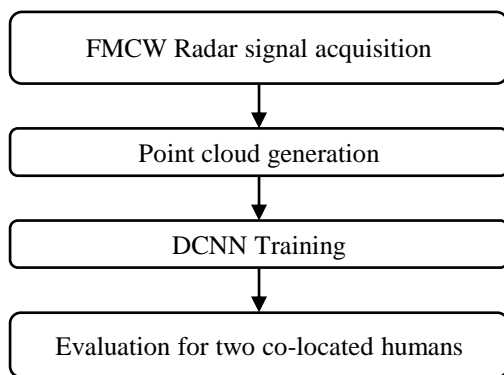 FMCW Radar signal acquisition
Point cloud generation
DCNN Training
Evaluation for two co-located humans